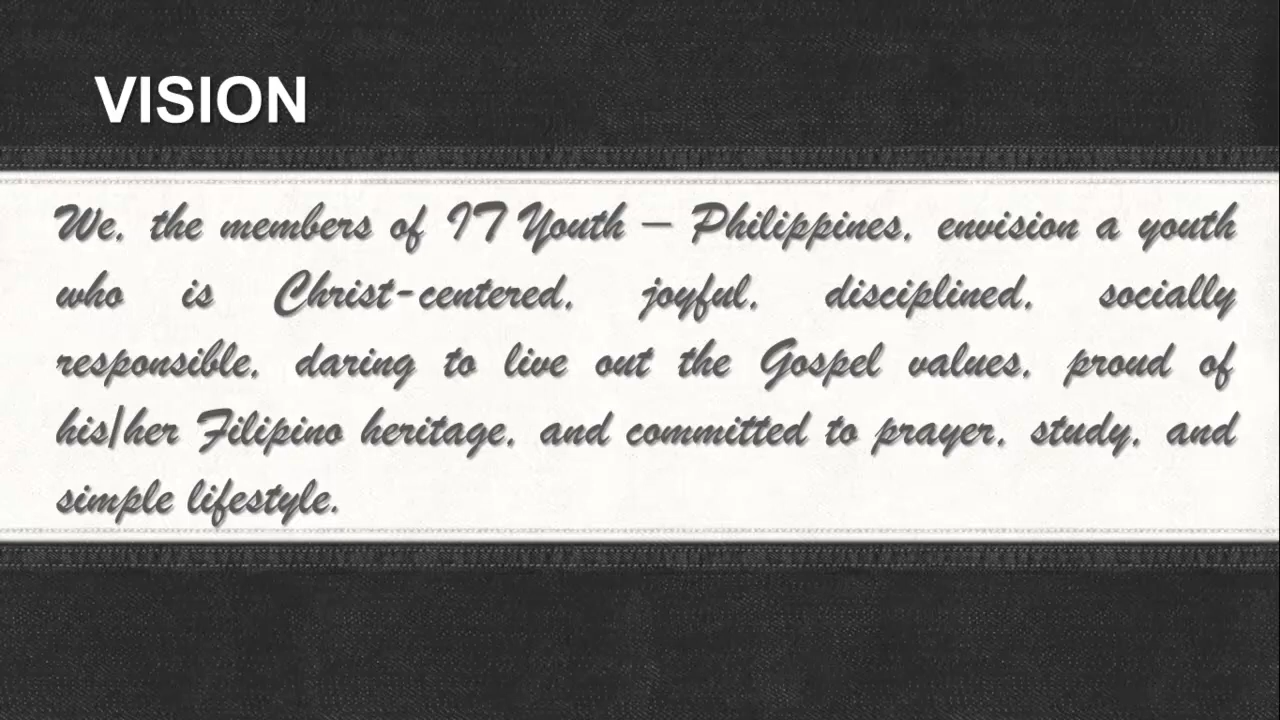 VISION
We, the members of IT Youth – Philippines, envision a youth
who is Christ-centered, joyful, disciplined, socially
responsible, daring to live out the Gospel values, proud of
his/her Filipino heritage, and committed to prayer, study, and
simple lifestyle.